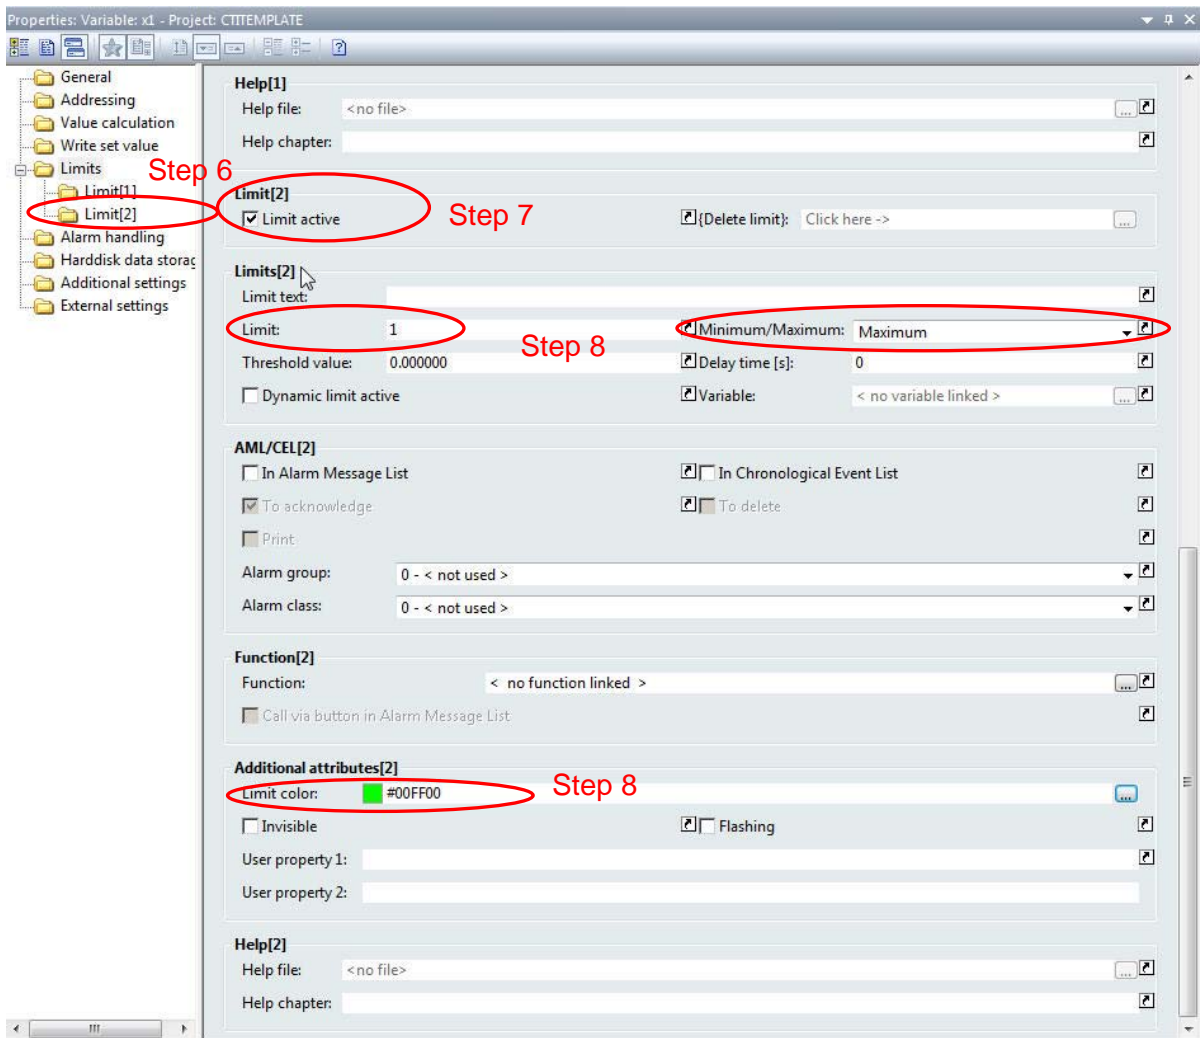 Properties: Variable: x1 - Project: CTITEMPLATE
General
Addressing
Value calculation
Write set value
Limits
Limit[1]
Limit[2]
Alarm handling
Harddisk data storag
Additional settings
External settings
Step 6
Help[1]
Help file: <no file> ...
Help chapter:
Limit[2]
Limit active
Step 7
{Delete limit}: Click here -> ...
Limits[2]
Limit text:
Limit: 1
Step 8
Minimum/Maximum: Maximum
Threshold value: 0.000000 Delay time [s]: 0
Dynamic limit active Variable: < no variable linked > ...
AML/CEL[2]
In Alarm Message List In Chronological Event List
To acknowledge To delete
Print
Alarm group: 0 - < not used >
Alarm class: 0 - < not used >
Function[2]
Function: < no function linked > ...
Call via button in Alarm Message List
Additional attributes[2]
Limit color: #00FF00 ...
Step 8
Invisible Flashing
User property 1:
User property 2:
Help[2]
Help file: <no file> ...
Help chapter: